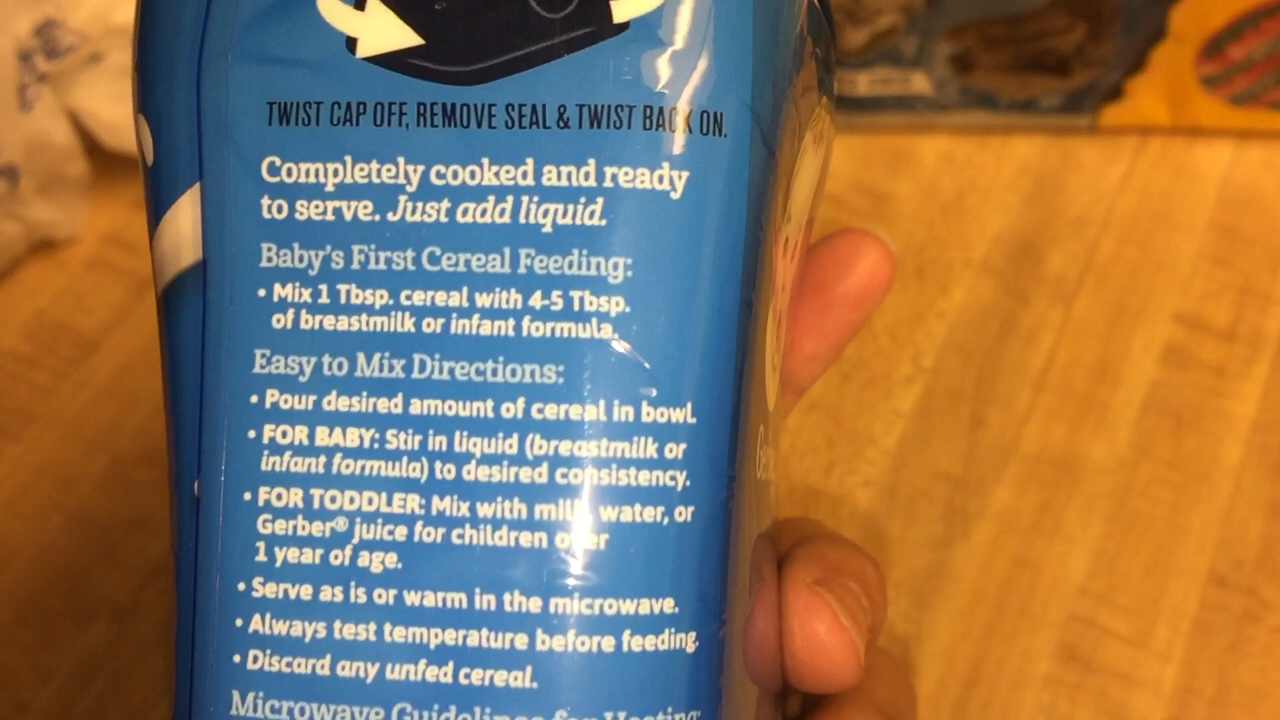 TWIST CAP OFF, REMOVE SEAL & TWIST BACK ON.
Completely cooked and ready
to serve. Just add liquid.
Baby's First Cereal Feeding:
• Mix 1 Tbsp. cereal with 4-5 Tbsp.
of breastmilk or infant formula.
Easy to Mix Directions:
• Pour desired amount of cereal in bowl.
• FOR BABY: Stir in liquid (breastmilk or
infant formula) to desired consistency.
• FOR TODDLER: Mix with milk, water, or
Gerber® juice for children over
1 year of age.
• Serve as is or warm in the microwave.
• Always test temperature before feeding.
• Discard any unfed cereal.
Microwave Guidelines for Heating: